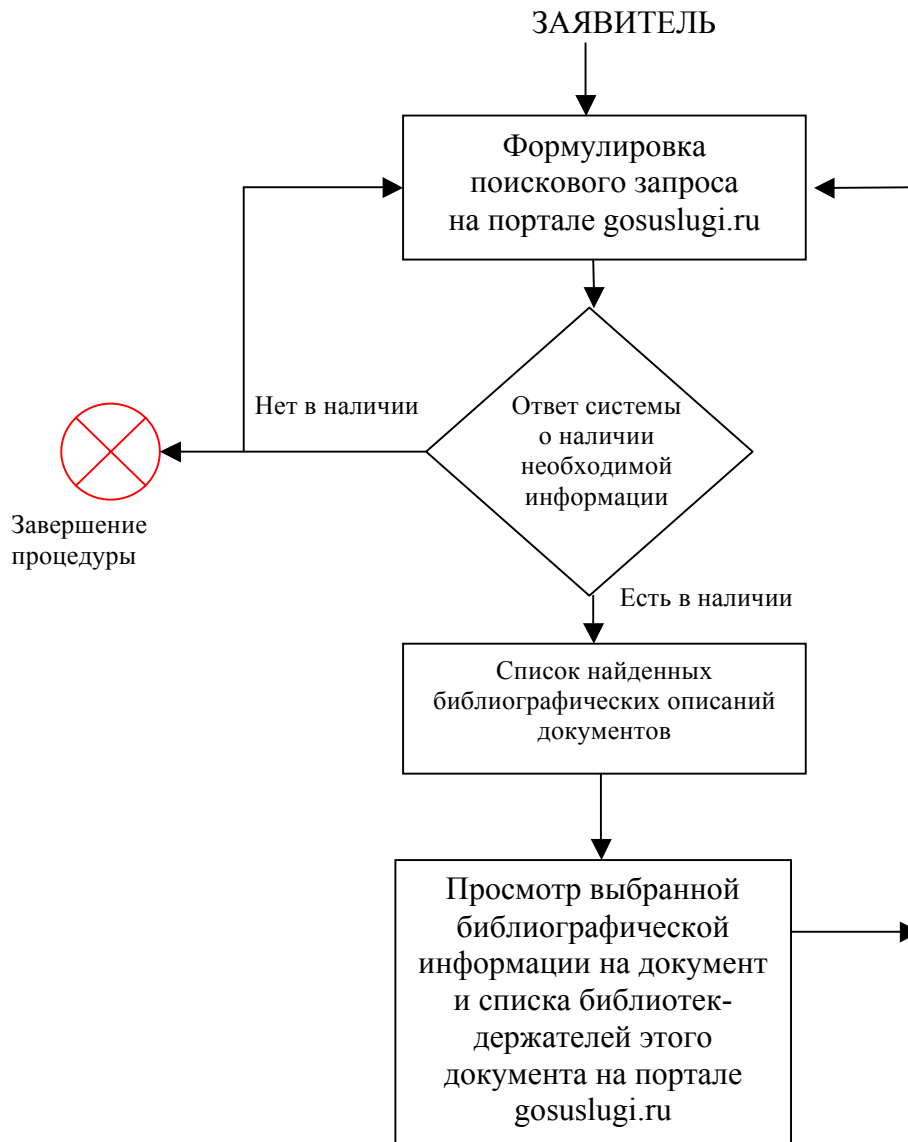 ЗАЯВИТЕЛЬ
Формулировка
поискового запроса
на портале gosuslugi.ru
Нет в наличии
Ответ системы
о наличии
необходимой
информации
Завершение
процедуры
Есть в наличии
Список найденных
библиографических описаний
документов
Просмотр выбранной
библиографической
информации на документ
и списка библиотек-
держателей этого
документа на портале
gosuslugi.ru